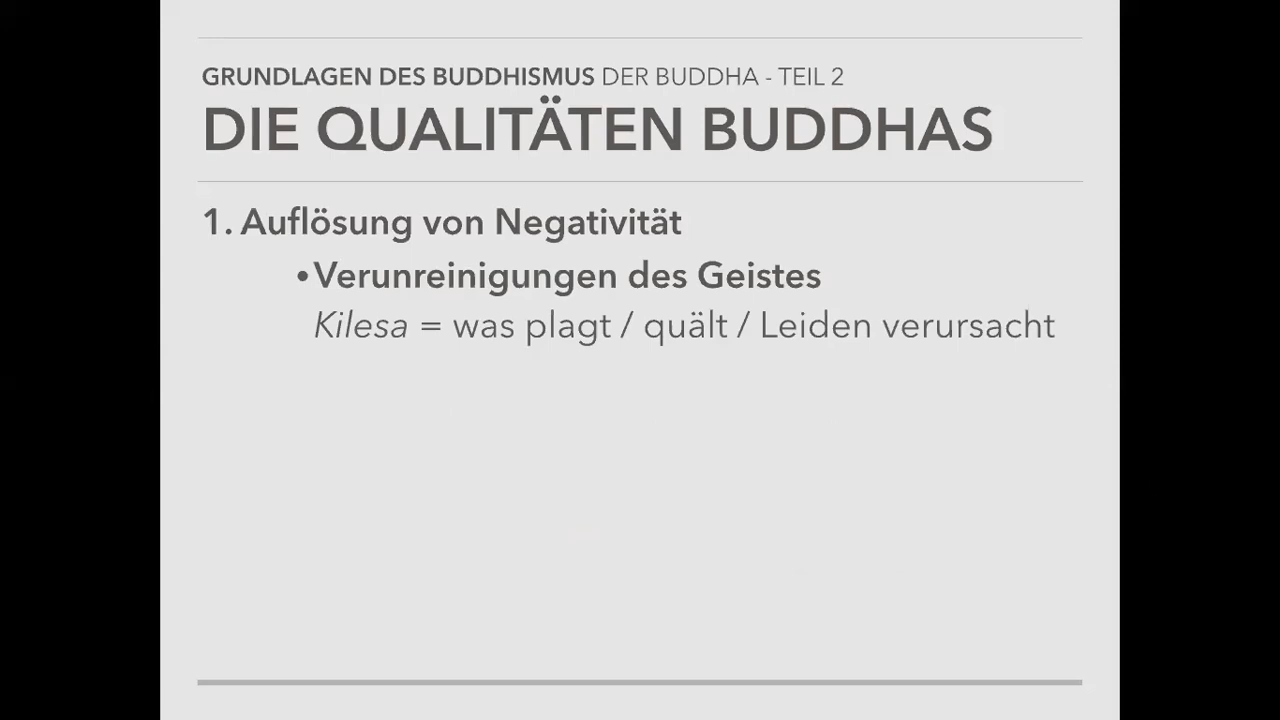 GRUNDLAGEN DES BUDDHISMUS DER BUDDHA - TEIL 2
DIE QUALITÄTEN BUDDHAS
1. Auflösung von Negativität
•Verunreinigungen des Geistes
Kilesa = was plagt / quält / Leiden verursacht